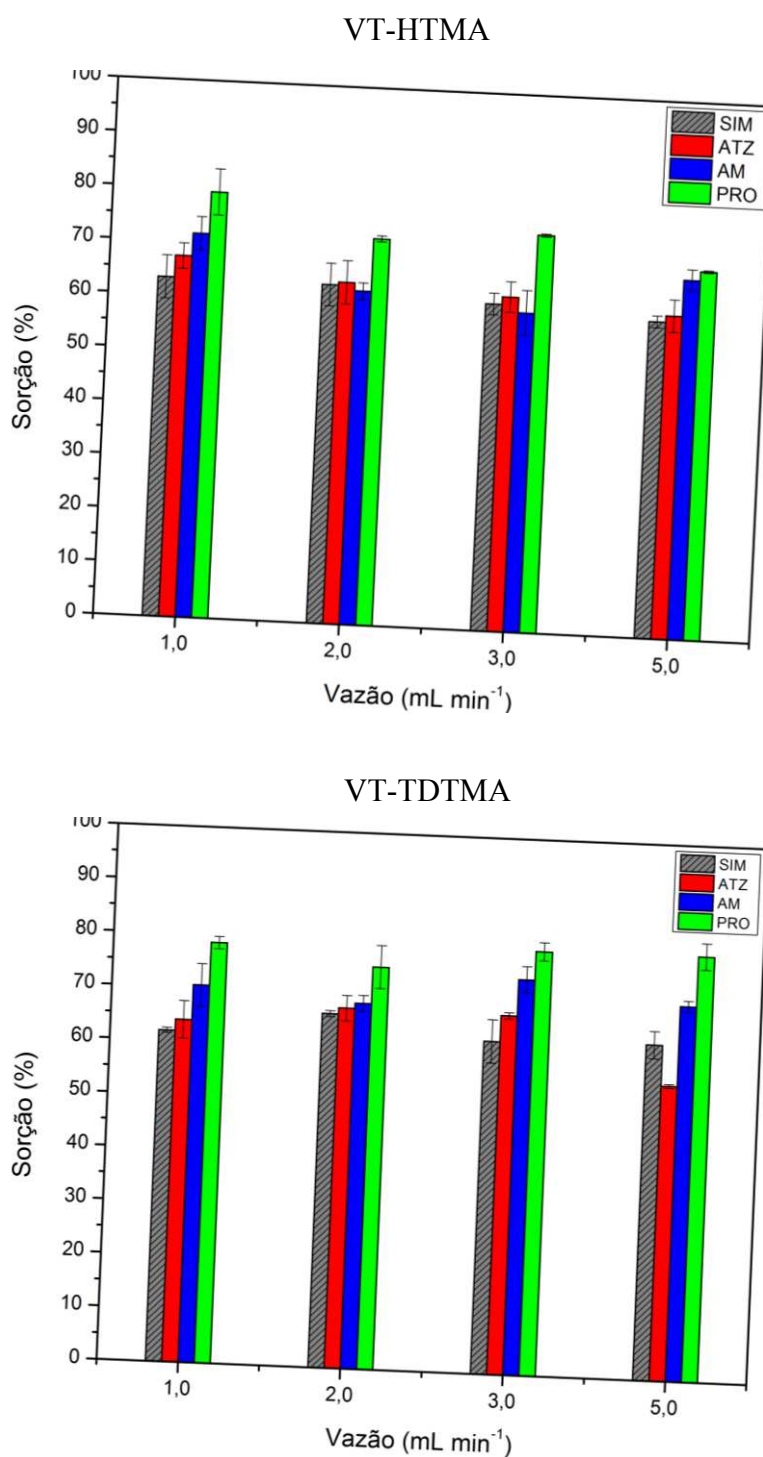 VT-HTMA
100
90
80
70
60
50
40
30
20
10
0
Sorção (%)
SIM
ATZ
AM
PRO
1,0 2,0 3,0 5,0
Vazão (mL min⁻¹)
VT-TDTMA
100
90
80
70
60
50
40
30
20
10
0
Sorção (%)
SIM
ATZ
AM
PRO
1,0 2,0 3,0 5,0
Vazão (mL min⁻¹)